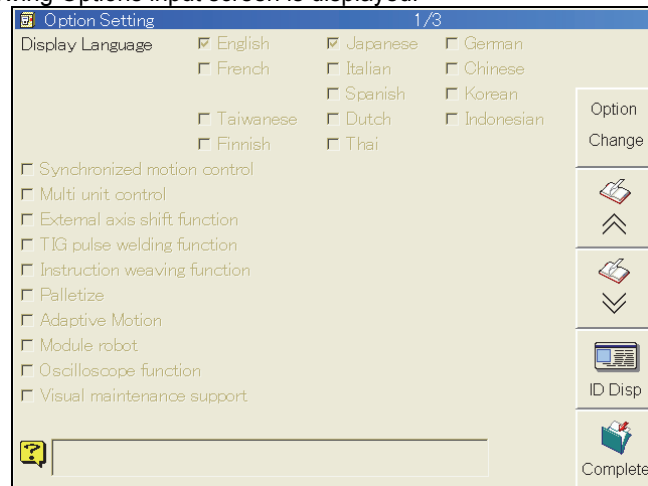 wing Options input screen is displayed.
Option Setting 1/3
Display Language English Japanese German
French Italian Chinese
Spanish Korean
Taiwanese Dutch Indonesian
Finnish Thai
Synchronized motion control
Multi unit control
External axis shift function
TIG pulse welding function
Instruction weaving function
Palletize
Adaptive Motion
Module robot
Oscilloscope function
Visual maintenance support
Option
Change
ID Disp
Complete